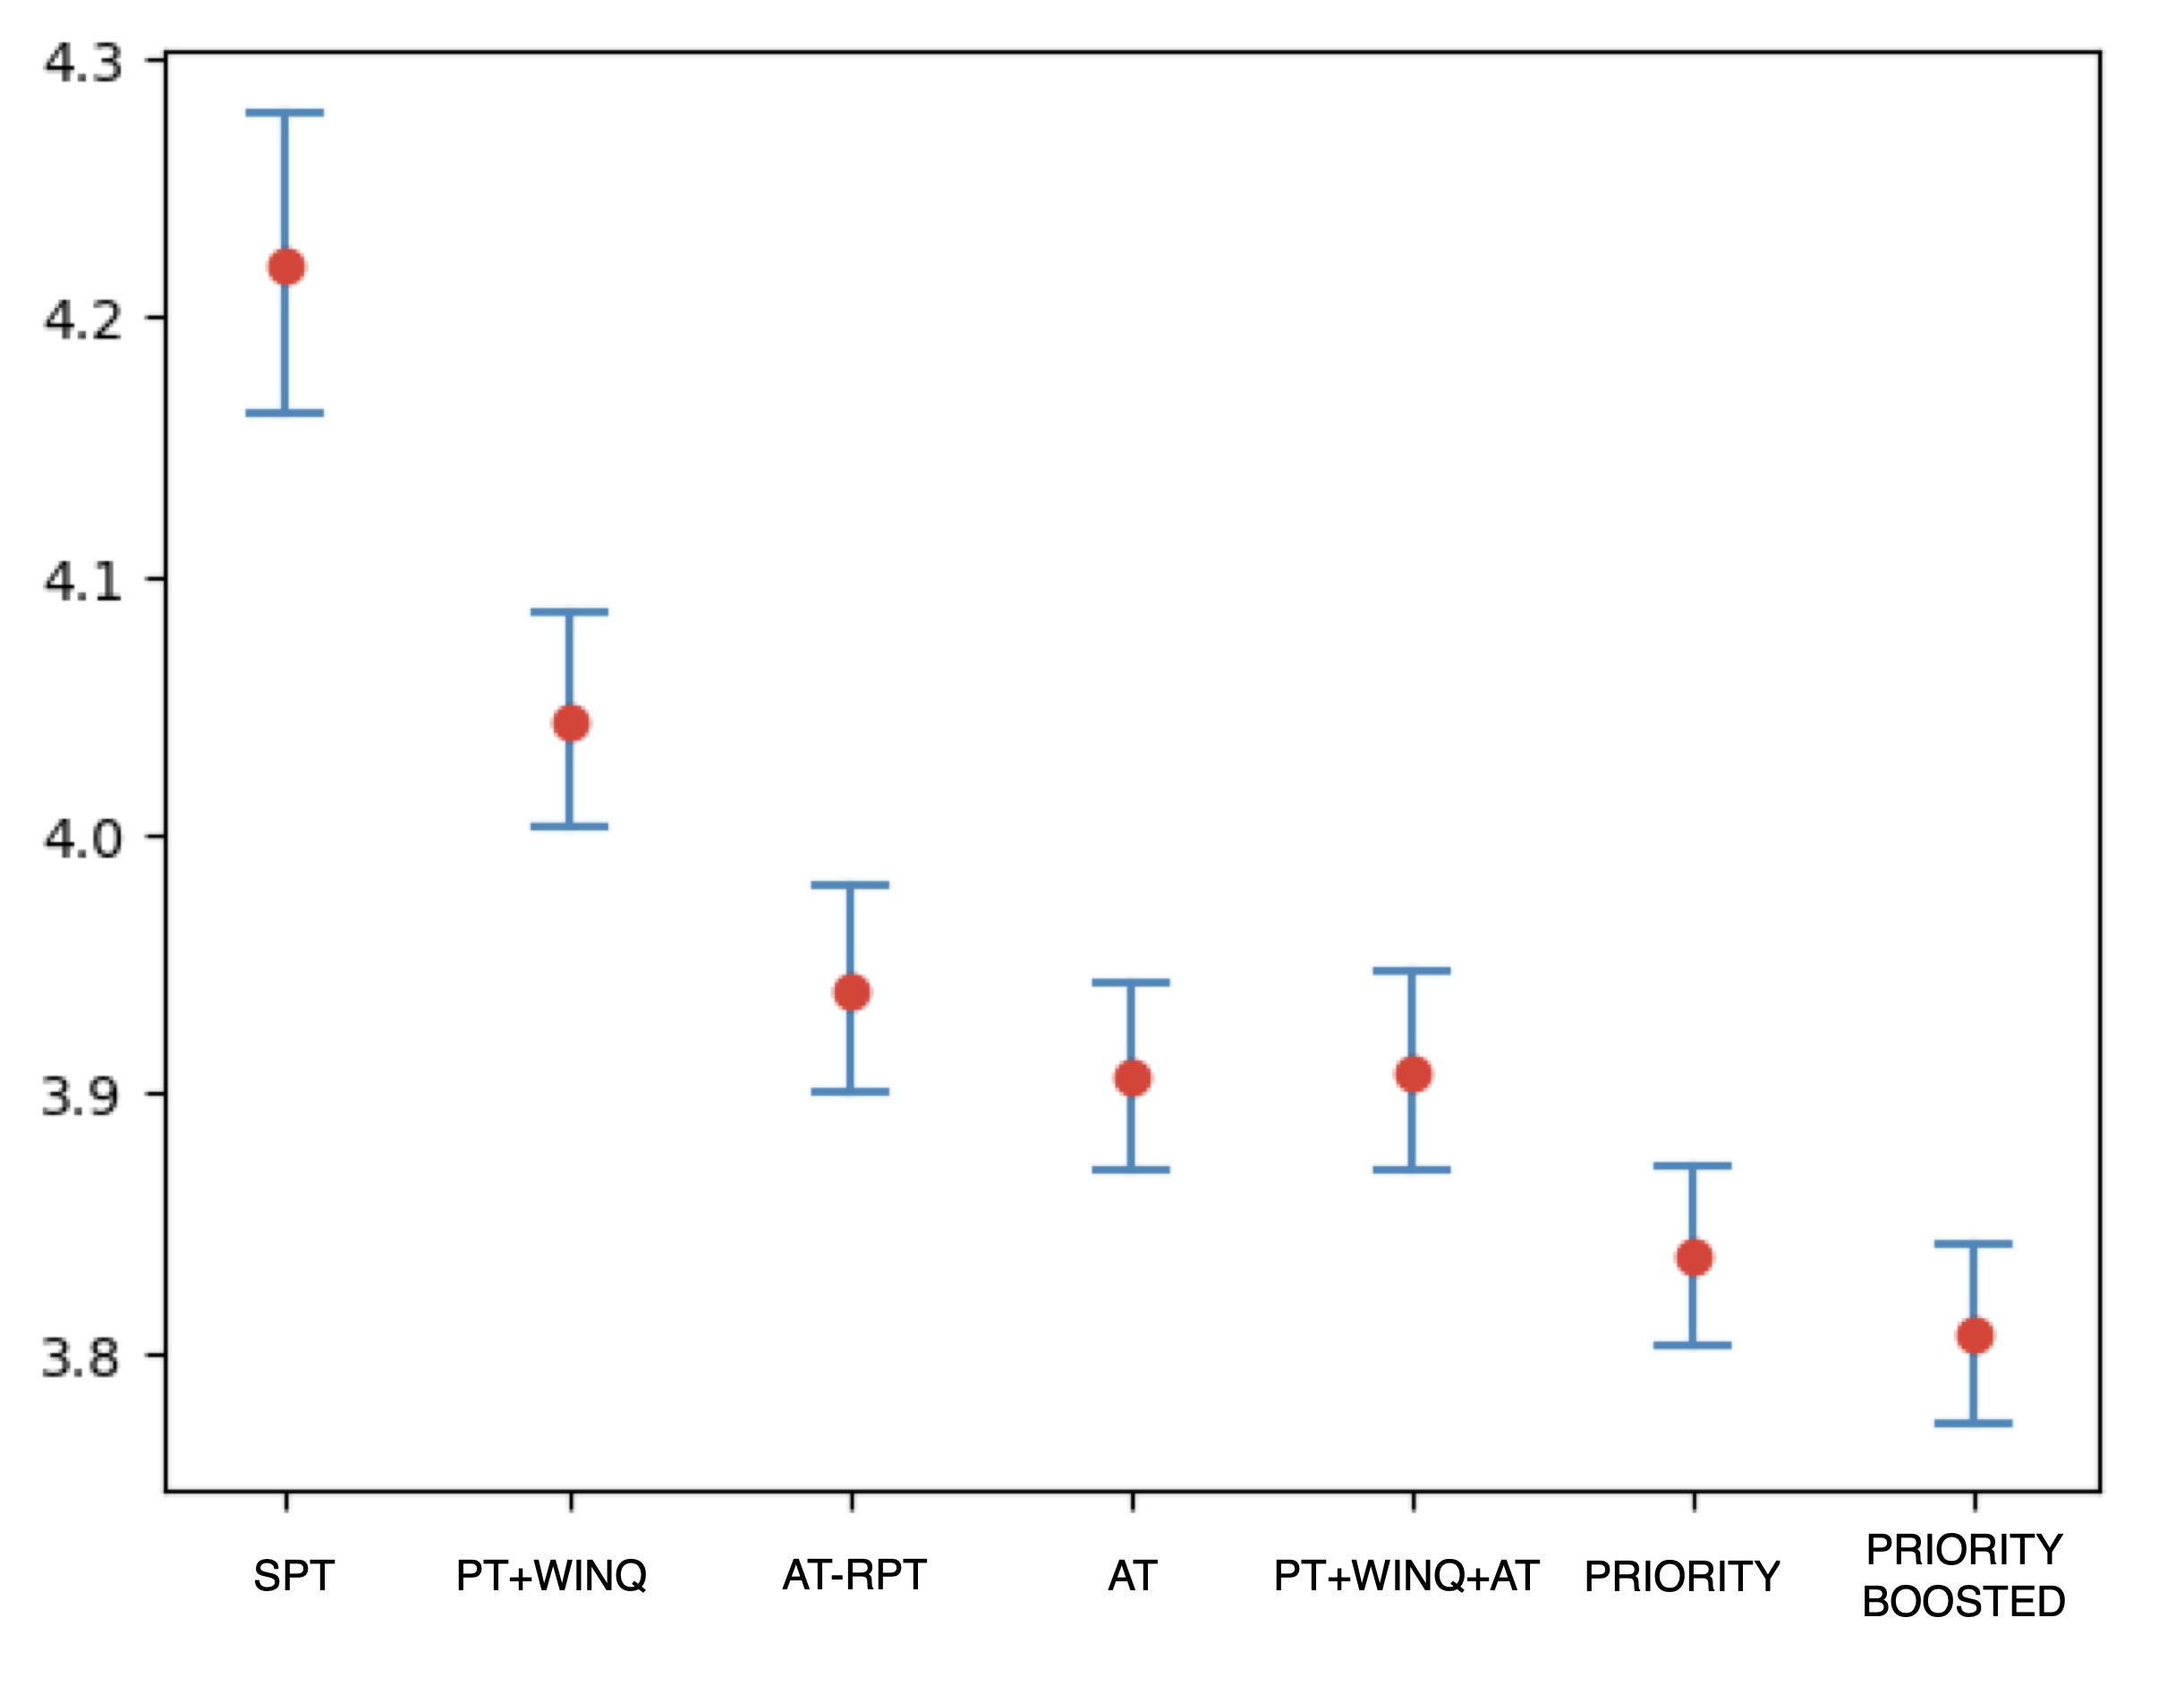 4.3
4.2
4.1
4.0
3.9
3.8
SPT
PT+WINQ
AT-RPT
AT
PT+WINQ+AT
PRIORITY
PRIORITY
BOOSTED